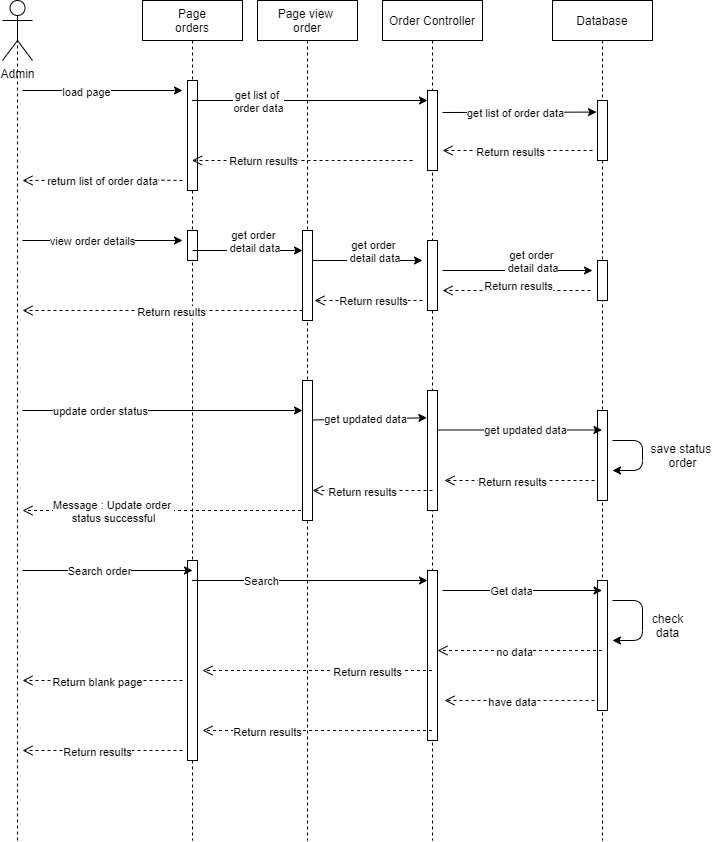 Page
orders
Page view
order
Order Controller
Database
Admin
load page
get list of
order data
get list of order data
Return results
Return results
return list of order data
view order details
get order
detail data
get order
detail data
get order
detail data
Return results
Return results
Return results
update order status
get updated data
get updated data
save status
order
Return results
Return results
Message : Update order
status successful
Search order
Search
Get data
check
data
no data
Return results
Return blank page
have data
Return results
Return results